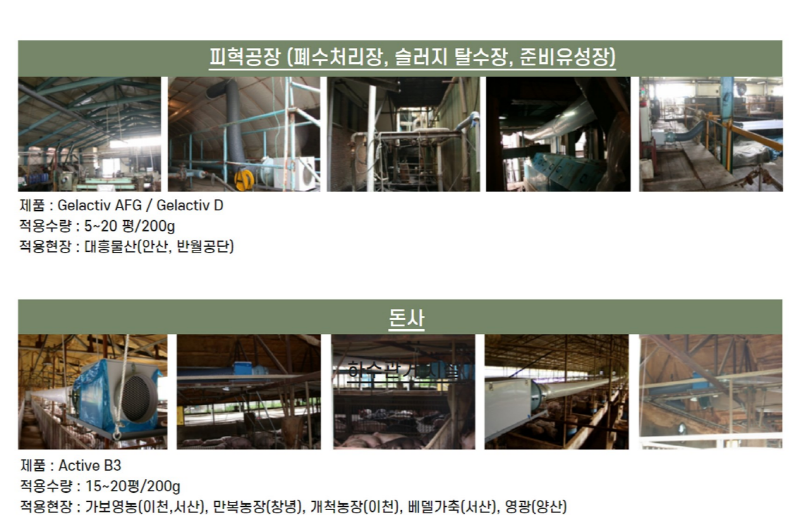 피혁공장 (폐수처리장, 슬러지 탈수장, 준비유성장)
제품 : Gelactiv AFG / Gelactiv D
적용수량 : 5~20 평/200g
적용현장 : 대흥물산(안산, 반월공단)
돈사
제품 : Active B3
적용수량 : 15~20평/200g
적용현장 : 가보영농(이천,서산), 만복농장(창녕), 개척농장(이천), 베델가축(서산), 영광(양산)